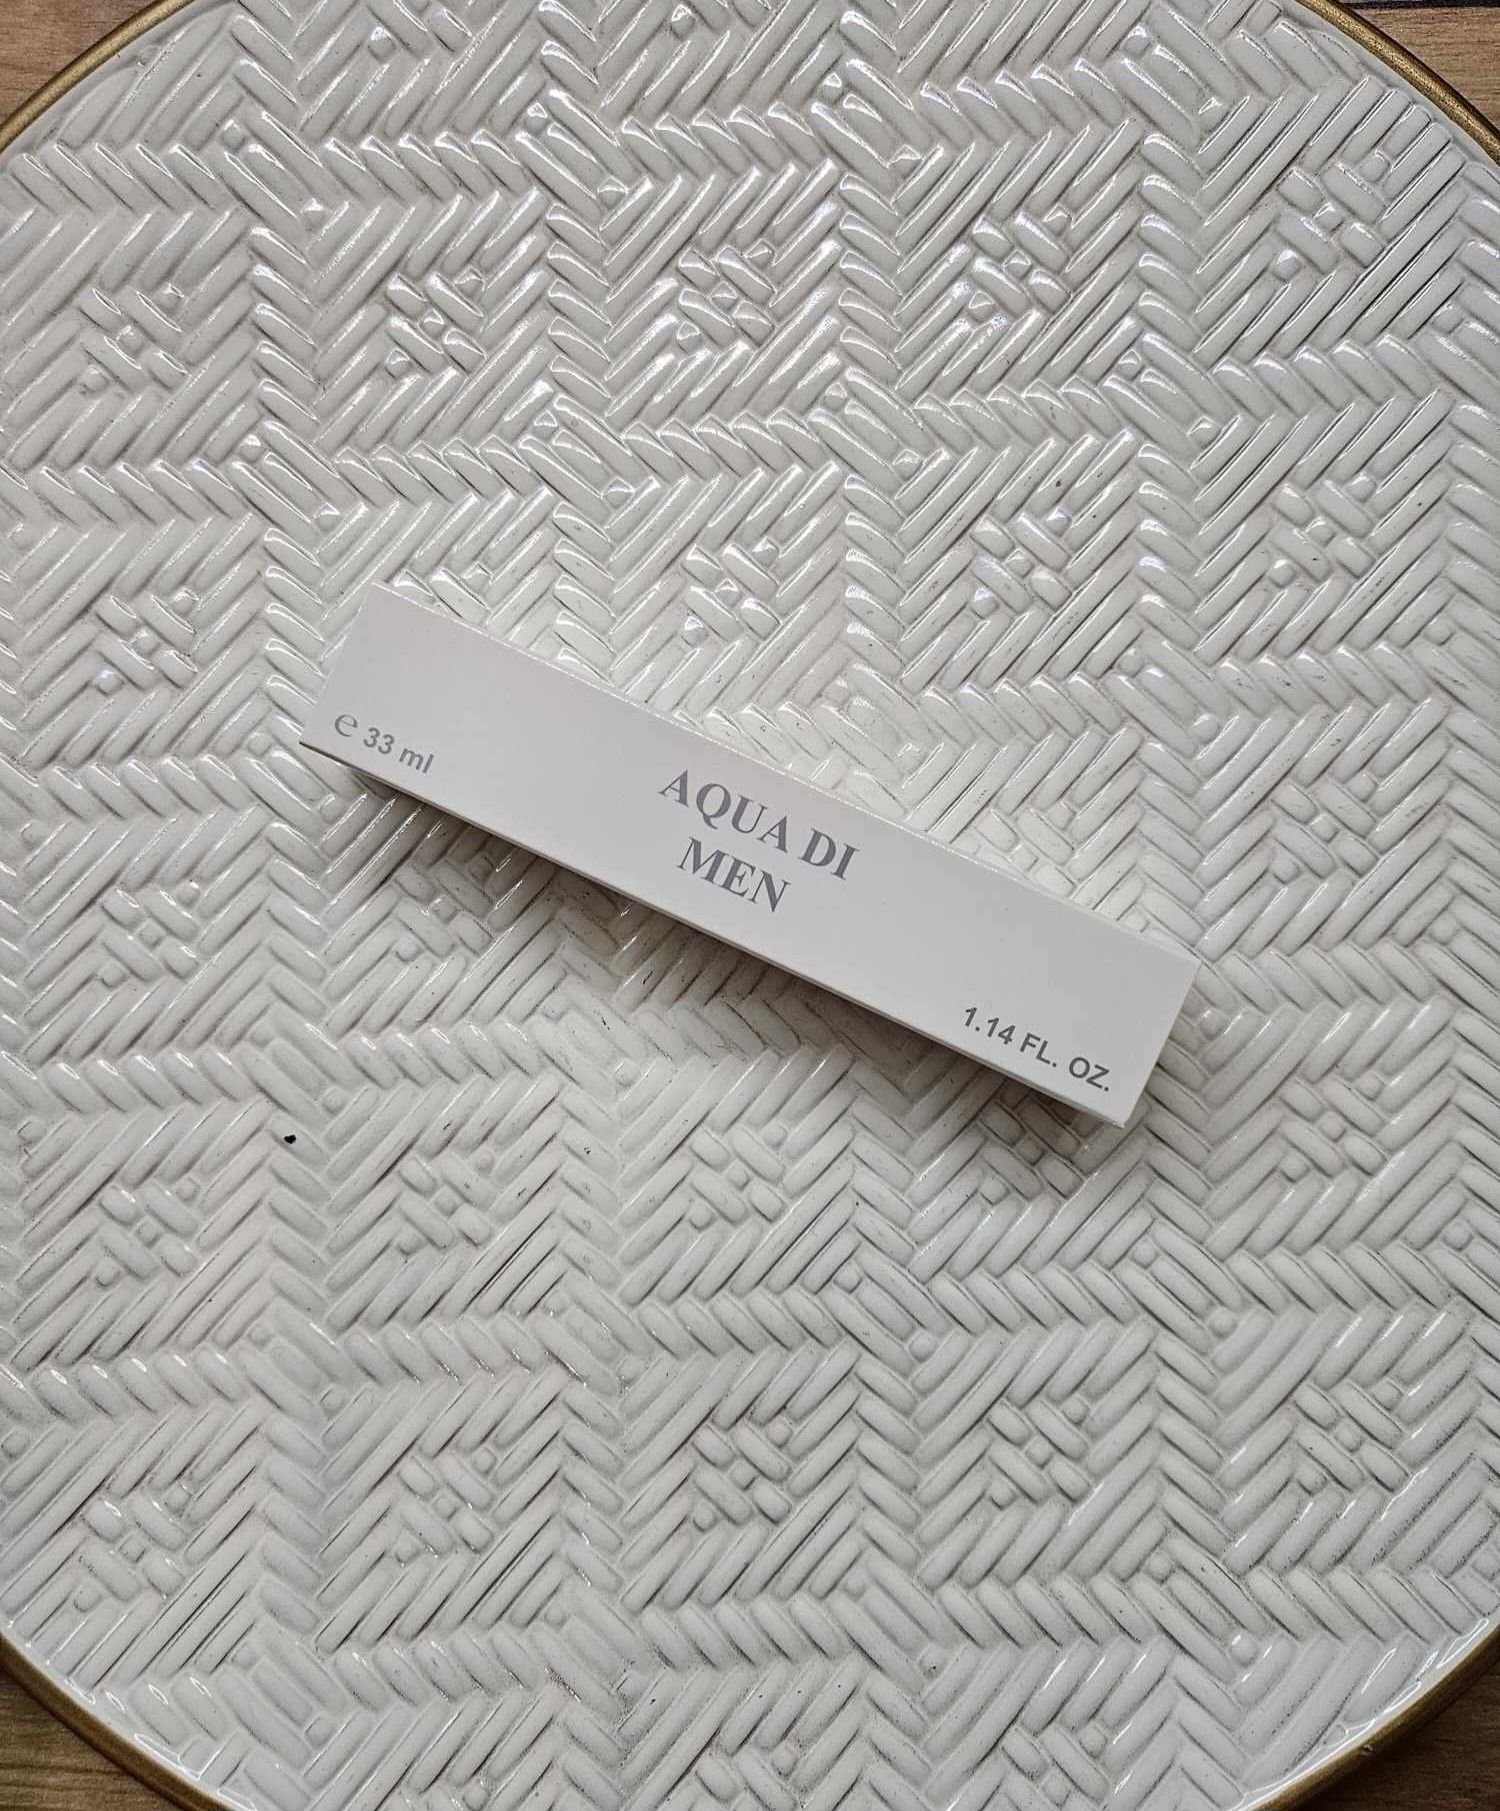 ℮ 33 ml
AQUA DI
MEN
1.14 FL. OZ.